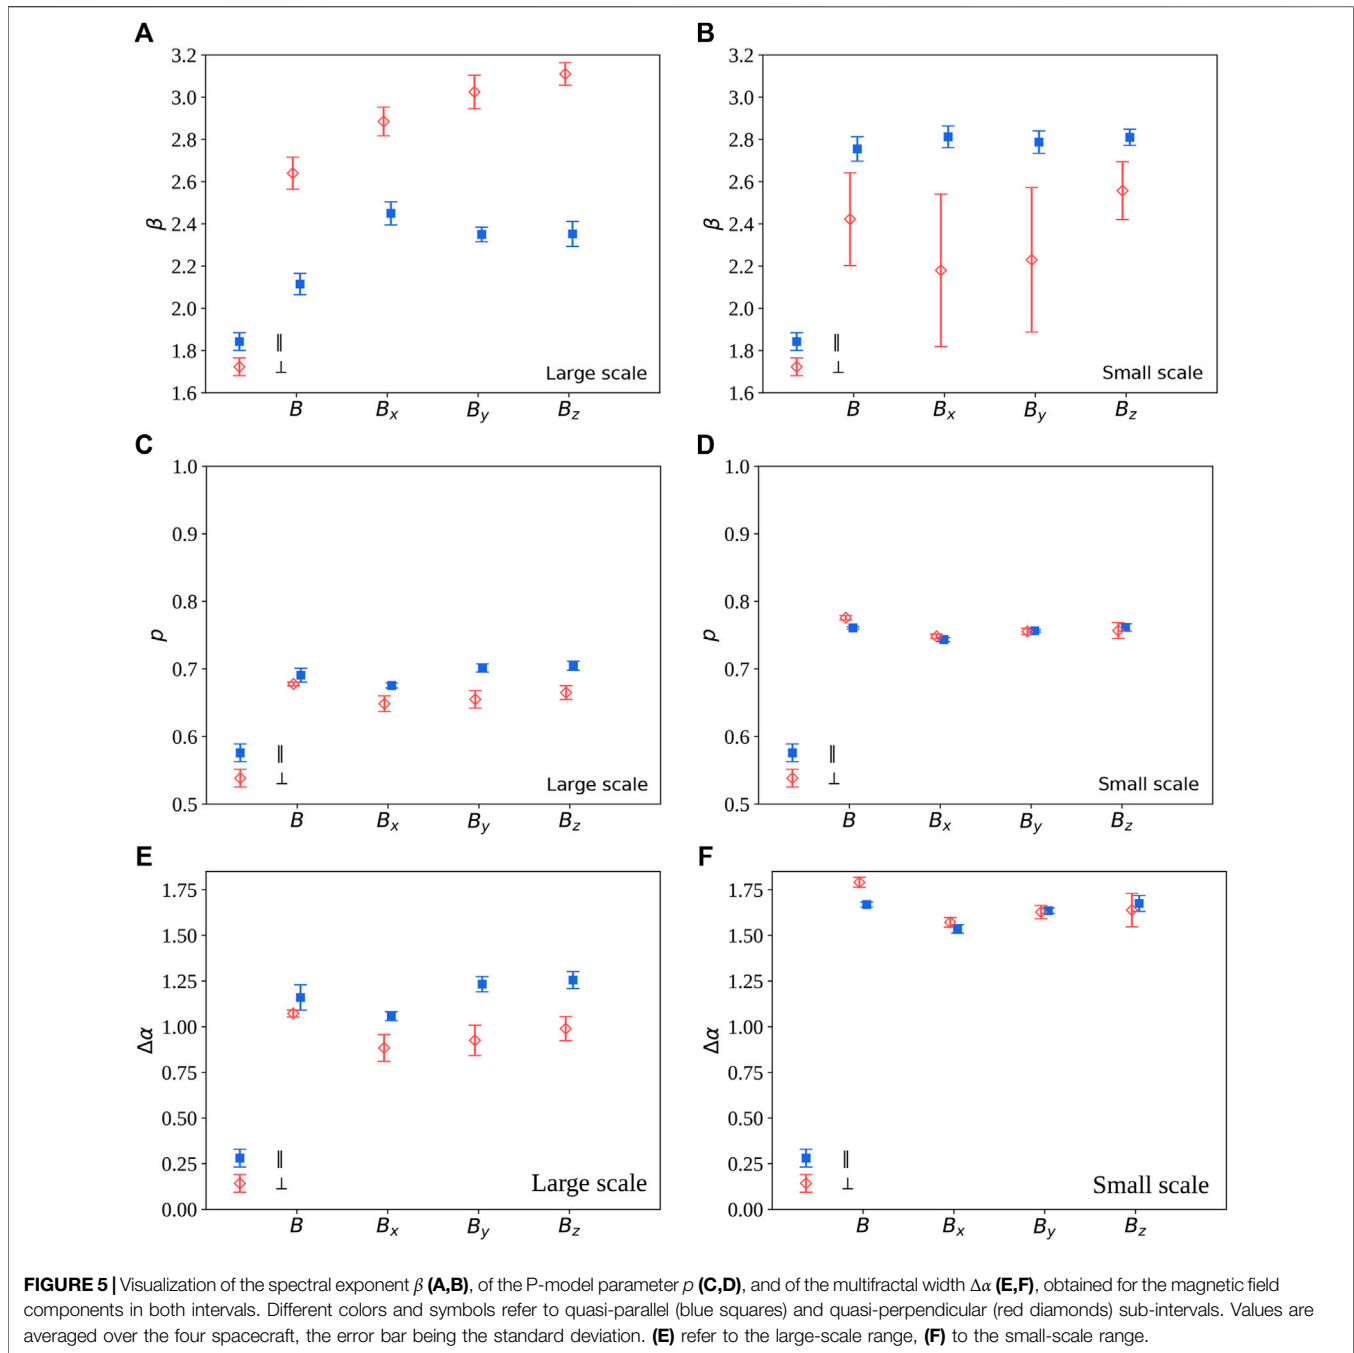 A
3.2
3.0
2.8
2.6
2.4
2.2
2.0
1.8
1.6
β
∥
⊥
Large scale
B Bx By Bz
B
3.2
3.0
2.8
2.6
2.4
2.2
2.0
1.8
1.6
β
∥
⊥
Small scale
B Bx By Bz
C
1.0
0.9
0.8
0.7
0.6
0.5
p
∥
⊥
Large scale
B Bx By Bz
D
1.0
0.9
0.8
0.7
0.6
0.5
p
∥
⊥
Small scale
B Bx By Bz
E
1.75
1.50
1.25
1.00
0.75
0.50
0.25
0.00
Δα
∥
⊥
Large scale
B Bx By Bz
F
1.75
1.50
1.25
1.00
0.75
0.50
0.25
0.00
Δα
∥
⊥
Small scale
B Bx By Bz
FIGURE 5 | Visualization of the spectral exponent β (A,B), of the P-model parameter p (C,D), and of the multifractal width Δα (E,F), obtained for the magnetic field
components in both intervals. Different colors and symbols refer to quasi-parallel (blue squares) and quasi-perpendicular (red diamonds) sub-intervals. Values are
averaged over the four spacecraft, the error bar being the standard deviation. (E) refer to the large-scale range, (F) to the small-scale range.